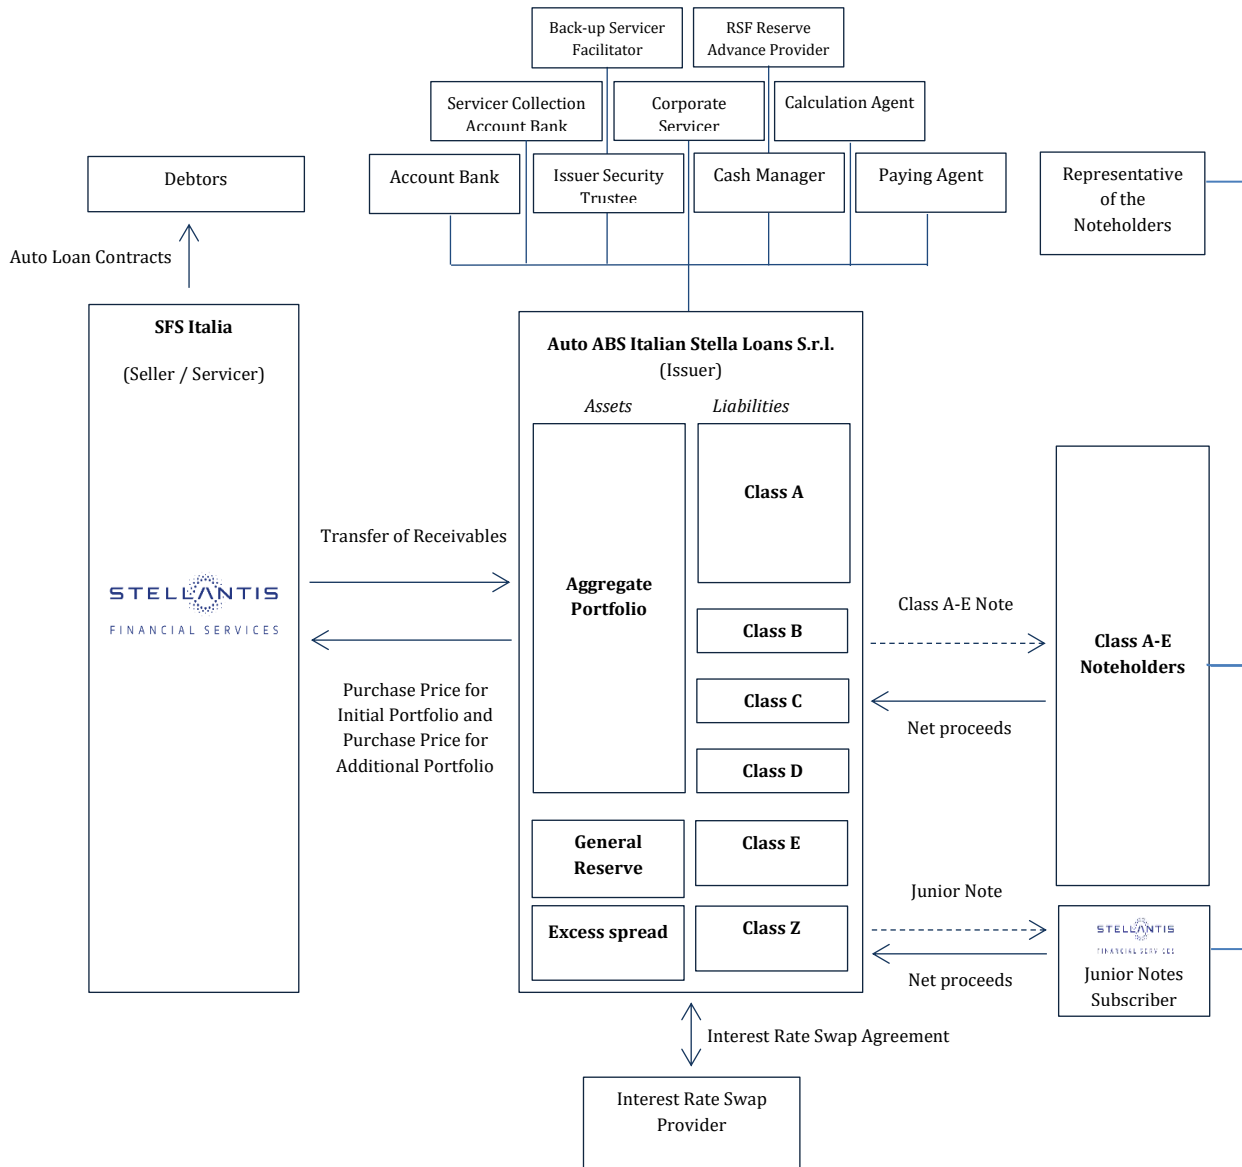 Back-up Servicer
Facilitator
RSF Reserve
Advance Provider
Servicer Collection
Account Bank
Corporate
Servicer
Calculation Agent
Debtors
Account Bank
Issuer Security
Trustee
Cash Manager
Paying Agent
Representative
of the
Noteholders
Auto Loan Contracts
SFS Italia
(Seller / Servicer)
Auto ABS Italian Stella Loans S.r.l.
(Issuer)
Assets
Liabilities
Class A
Transfer of Receivables
Aggregate
Portfolio
STELLANTIS
FINANCIAL SERVICES
Class A-E Note
Class B
Class A-E
Noteholders
Purchase Price for
Initial Portfolio and
Purchase Price for
Additional Portfolio
Class C
Net proceeds
Class D
General
Reserve
Class E
Junior Note
Excess spread
Class Z
STELLANTIS
FINANCIAL SERVICES
Net proceeds
Junior Notes
Subscriber
Interest Rate Swap Agreement
Interest Rate Swap
Provider